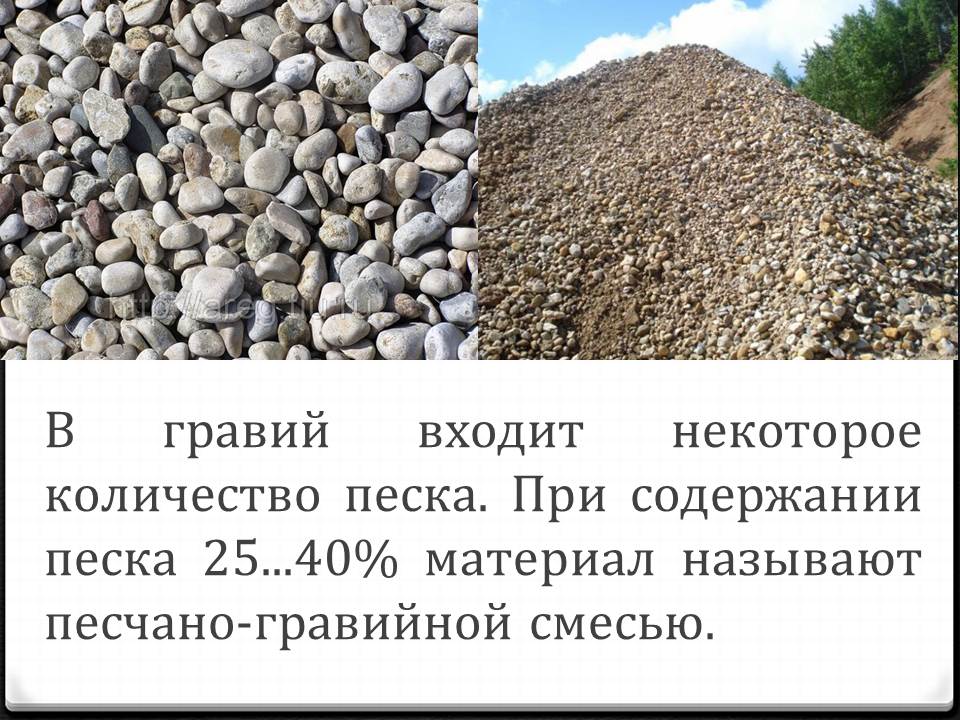 В гравий входит некоторое
количество песка. При содержании
песка 25...40% материал называют
песчано-гравийной смесью.